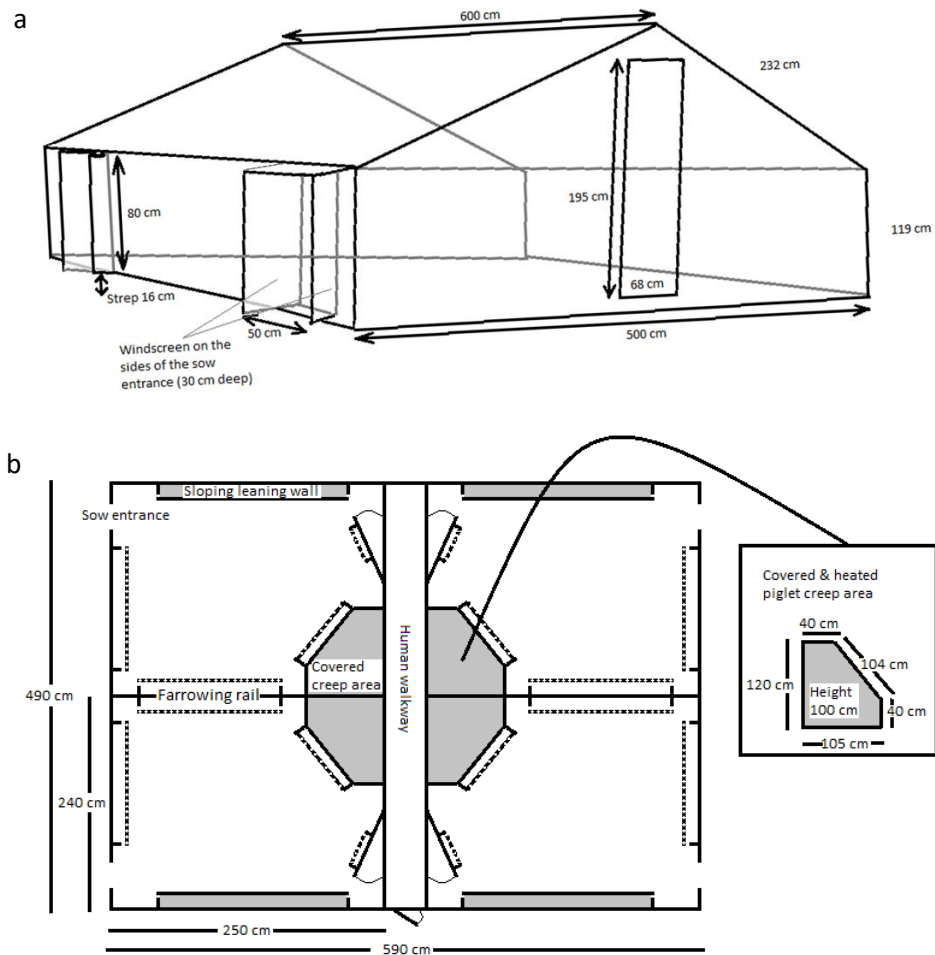 a
600 cm
232 cm
195 cm
80 cm
119 cm
68 cm
Strep 16 cm
50 cm
500 cm
Windscreen on the
sides of the sow
entrance (30 cm deep)
b
Sloping leaning wall
Sow entrance
Covered & heated
piglet creep area
40 cm
104 cm
120 cm
Height
100 cm
40 cm
105 cm
Human walkway
Covered
creep area
490 cm
Farrowing rail
240 cm
250 cm
590 cm